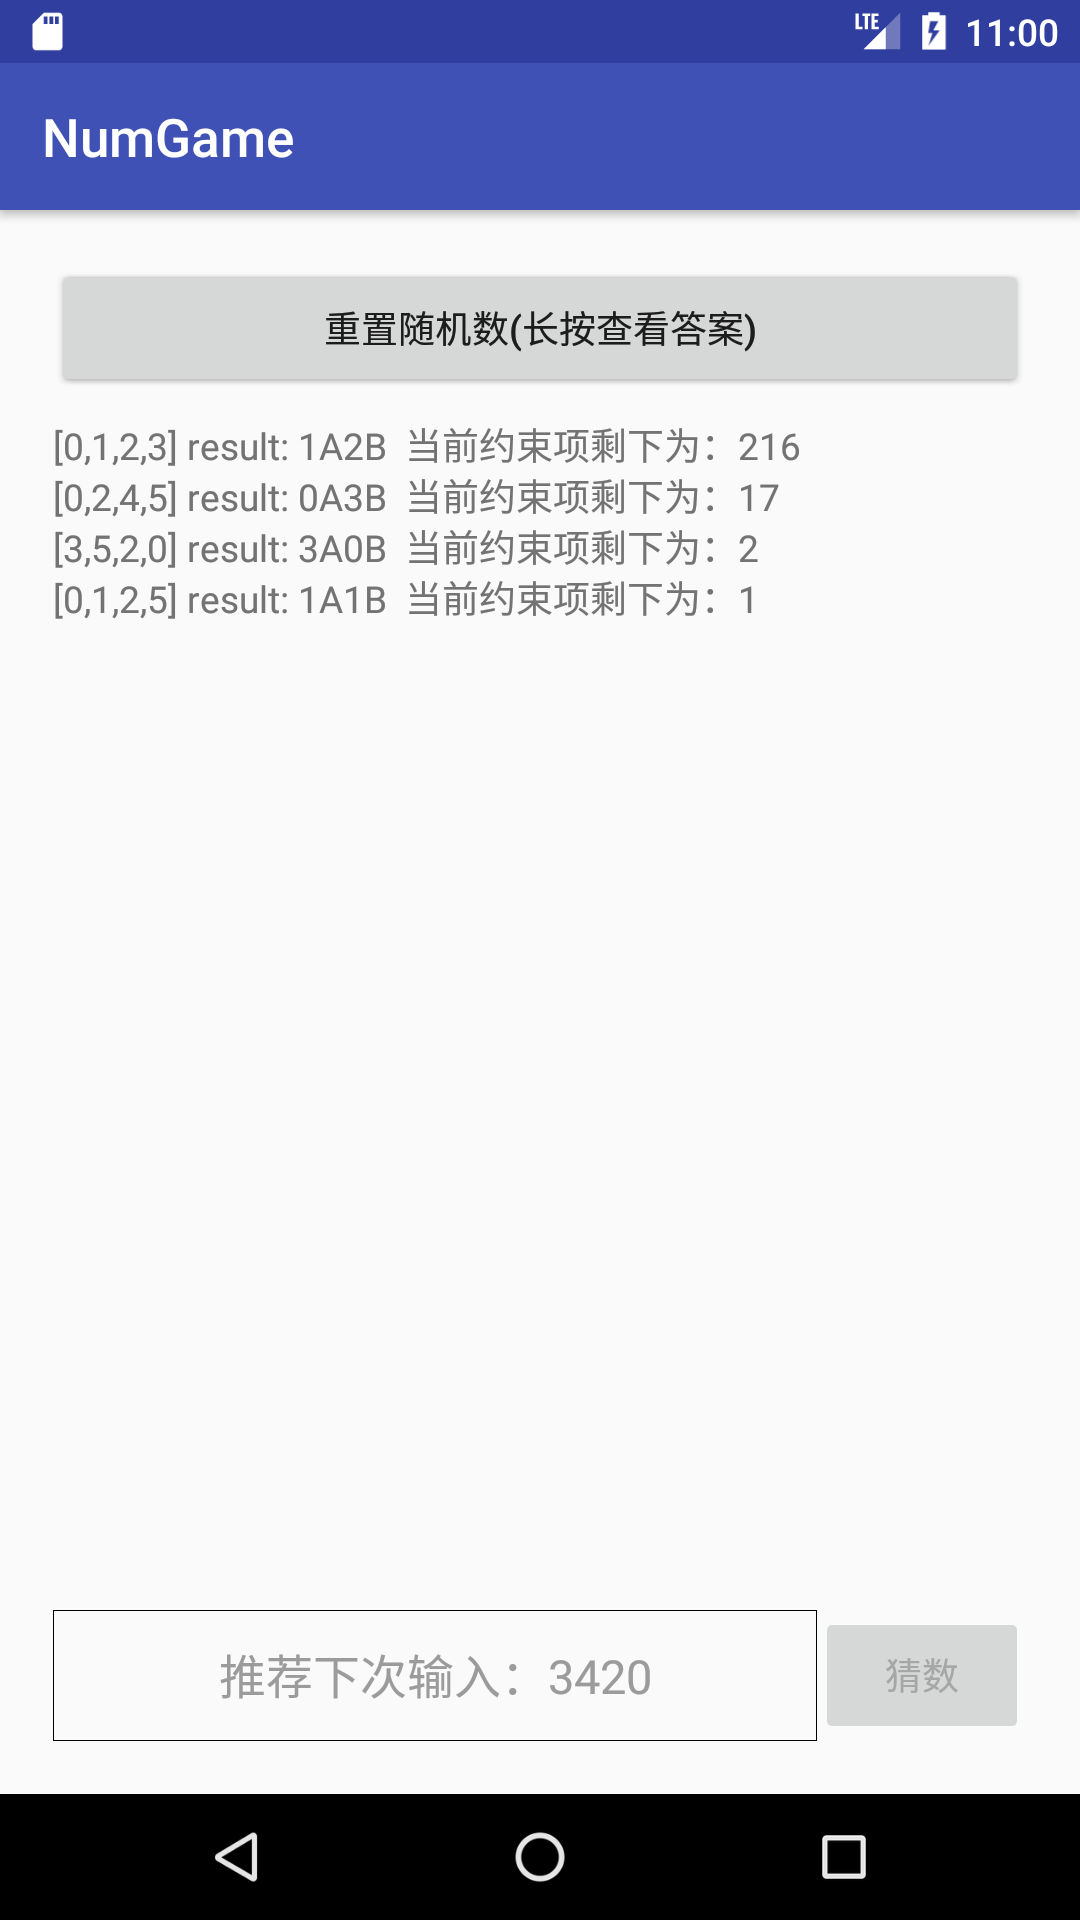 LTE 11:00
NumGame
重置随机数(长按查看答案)
[0,1,2,3] result: 1A2B  当前约束项剩下为：216
[0,2,4,5] result: 0A3B  当前约束项剩下为：17
[3,5,2,0] result: 3A0B  当前约束项剩下为：2
[0,1,2,5] result: 1A1B  当前约束项剩下为：1
推荐下次输入：3420
猜数